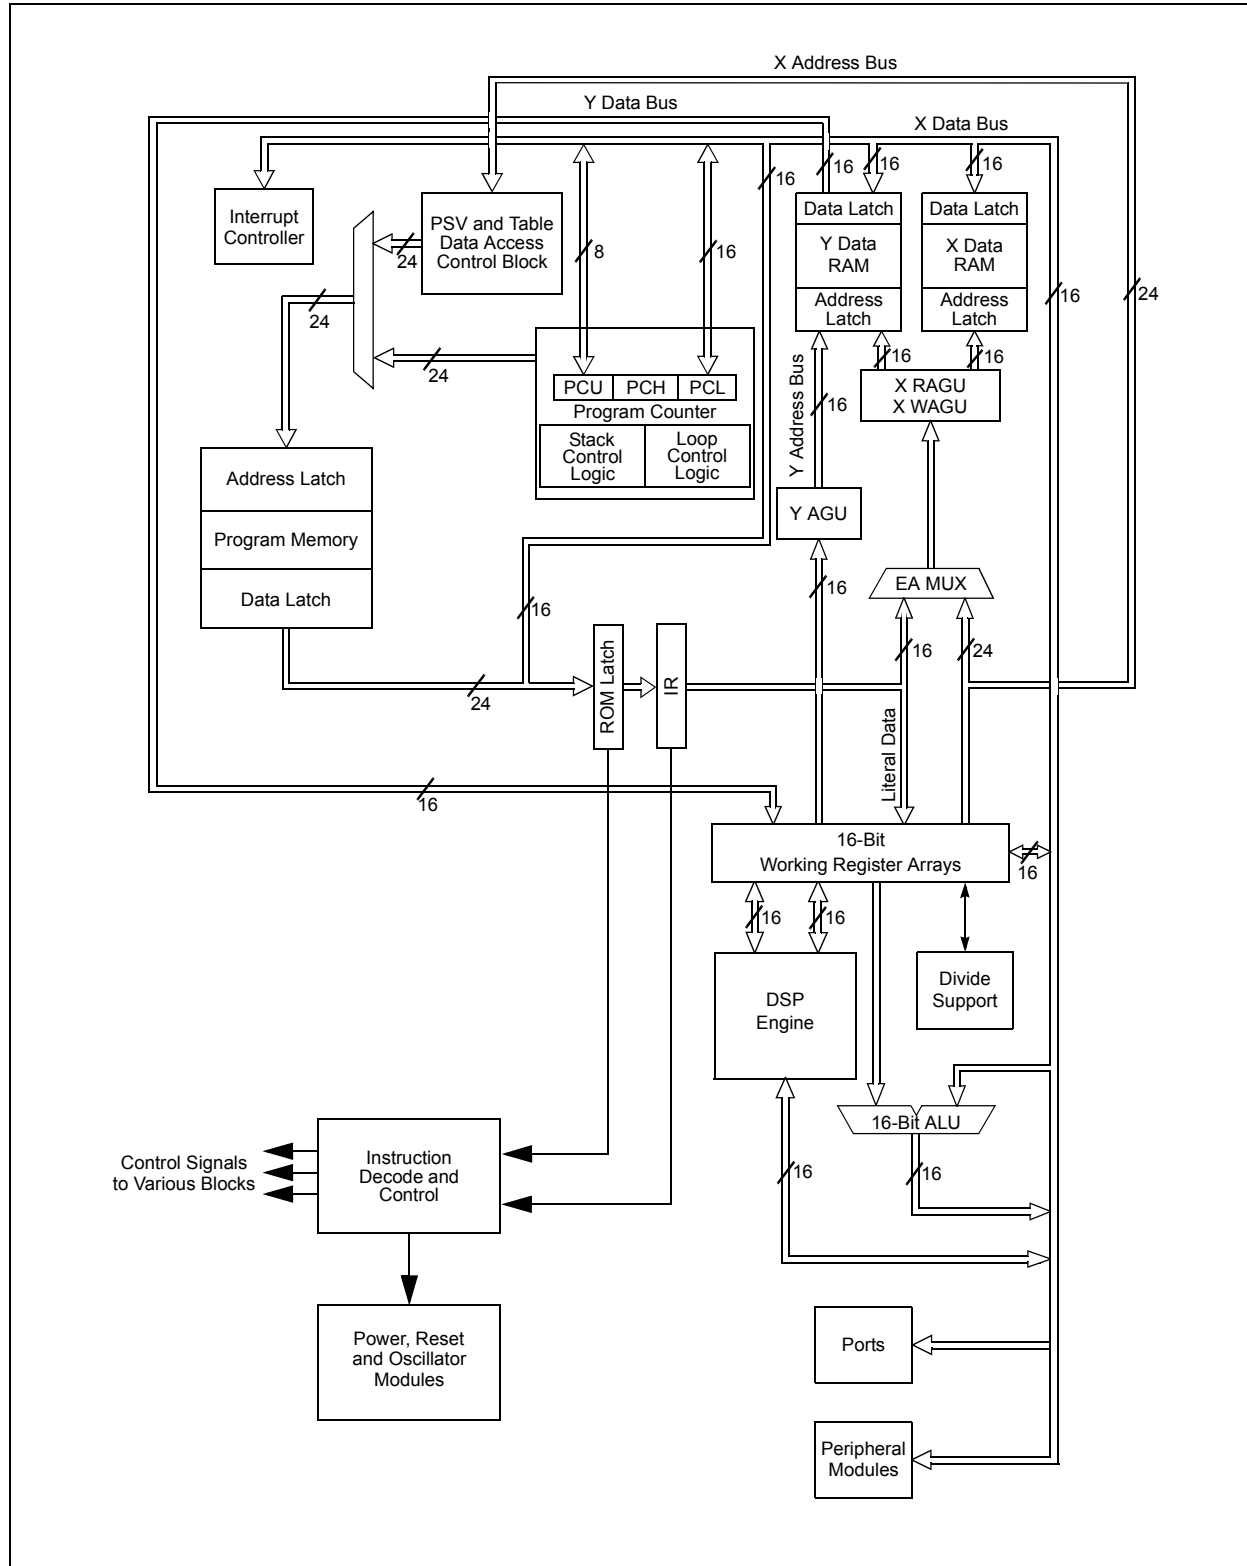 X Address Bus
Y Data Bus
X Data Bus
16
16
16
16
Interrupt
Controller
PSV and Table
Data Access
Control Block
24
8
16
Data Latch
Y Data
RAM
Address
Latch
Data Latch
X Data
RAM
Address
Latch
16
24
24
24
PCU
PCH
PCL
Program Counter
Stack
Control
Logic
Loop
Control
Logic
16
16
X RAGU
X WAGU
Y Address Bus
16
Address Latch
Program Memory
Data Latch
Y AGU
16
EA MUX
16
16
24
24
ROM Latch
IR
Literal Data
16
16-Bit
Working Register Arrays
16
16
16
DSP
Engine
Divide
Support
16-Bit ALU
16
16
Control Signals
to Various Blocks
Instruction
Decode and
Control
Power, Reset
and Oscillator
Modules
Ports
Peripheral
Modules